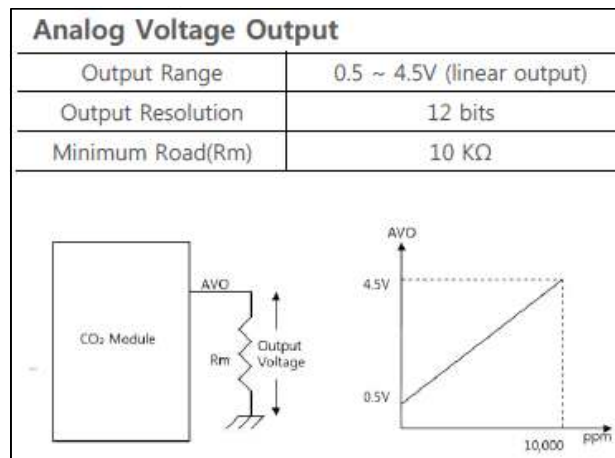 Analog Voltage Output
Output Range 0.5 ~ 4.5V (linear output)
Output Resolution 12 bits
Minimum Road(Rm) 10 KΩ
AVO
CO₂ Module
Rm
Output
Voltage
AVO
4.5V
0.5V
10,000
ppm